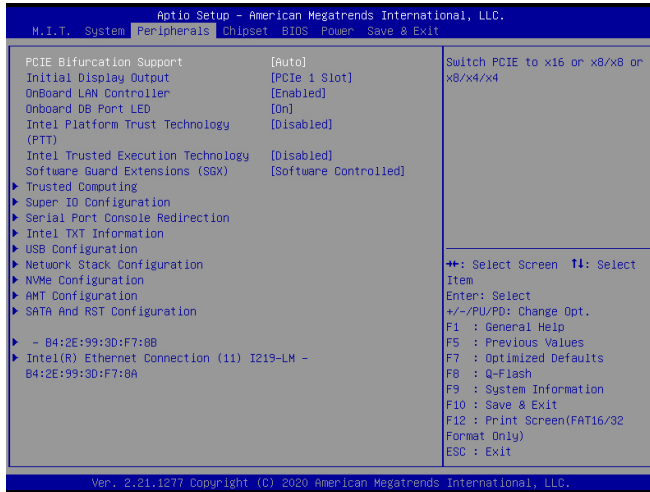 Aptio Setup - American Megatrends International, LLC.
M.I.T. System Peripherals Chipset BIOS Power Save & Exit
PCIE Bifurcation Support [Auto]
Initial Display Output [PCIe 1 Slot]
OnBoard LAN Controller [Enabled]
Onboard DB Port LED [On]
Intel Platform Trust Technology [Disabled]
(PTT)
Intel Trusted Execution Technology [Disabled]
Software Guard Extensions (SGX) [Software Controlled]
Trusted Computing
Super IO Configuration
Serial Port Console Redirection
Intel TXT Information
USB Configuration
Network Stack Configuration
NVMe Configuration
AMT Configuration
SATA And RST Configuration
- B4:2E:99:3D:F7:8B
Intel(R) Ethernet Connection (11) I219-LM -
B4:2E:99:3D:F7:8A
Switch PCIE to x16 or x8/x8 or
x8/x4/x4
→←: Select Screen ↑↓: Select
Item
Enter: Select
+/-/PU/PD: Change Opt.
F1 : General Help
F5 : Previous Values
F7 : Optimized Defaults
F8 : Q-Flash
F9 : System Information
F10 : Save & Exit
F12 : Print Screen(FAT16/32
Format Only)
ESC : Exit
Ver. 2.21.1277 Copyright (C) 2020 American Megatrends International, LLC.